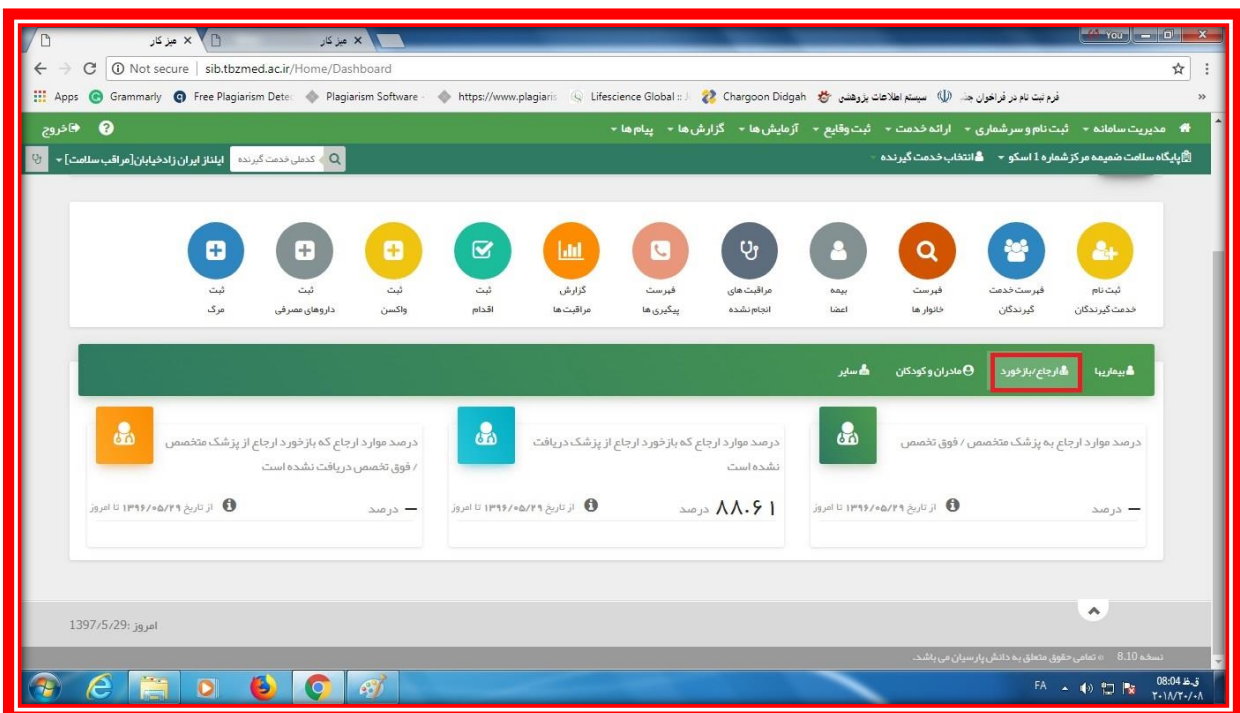 میز کار
میز کار
You
Not secure | sib.tbzmed.ac.ir/Home/Dashboard
Apps Grammarly Free Plagiarism Detec Plagiarism Software - https://www.plagiaris Lifescience Global :: J Chargoon Didgah سیستم اطلاعات پژوهشی فرم ثبت نام در فراخوان جذ »
مدیریت سامانه ثبت نام و سرشماری ارائه خدمت ثبت وقایع آزمایش ها گزارش ها پیام ها خروج
پایگاه سلامت ضمیمه مرکز شماره 1 اسکو انتخاب خدمت گیرنده کدملی خدمت گیرنده ایلناز ایران زادخیابان[مراقب سلامت]
ثبت نام خدمت گیرندگان
فهرست خدمت گیرندگان
فهرست خانوار ها
بیمه اعضا
مراقبت های انجام نشده
فهرست پیگیری ها
گزارش مراقبت ها
ثبت اقدام
ثبت واکسن
ثبت داروهای مصرفی
ثبت مرگ
بیماریها ارجاع/بازخورد مادران و کودکان سایر
درصد موارد ارجاع به پزشک متخصص / فوق تخصص
– درصد از تاریخ ۱۳۹۶/۰۵/۲۹ تا امروز
درصد موارد ارجاع که بازخورد ارجاع از پزشک دریافت
نشده است
۸۸.۶۱ درصد از تاریخ ۱۳۹۶/۰۵/۲۹ تا امروز
درصد موارد ارجاع که بازخورد ارجاع از پزشک متخصص
/ فوق تخصص دریافت نشده است
– درصد از تاریخ ۱۳۹۶/۰۵/۲۹ تا امروز
امروز :1397/5/29
نسخه 8.10 © تمامی حقوق متعلق به دانش پارسیان می باشد.
FA
08:04 ق.ظ
۲۰۱۸/۲۰/۰۸